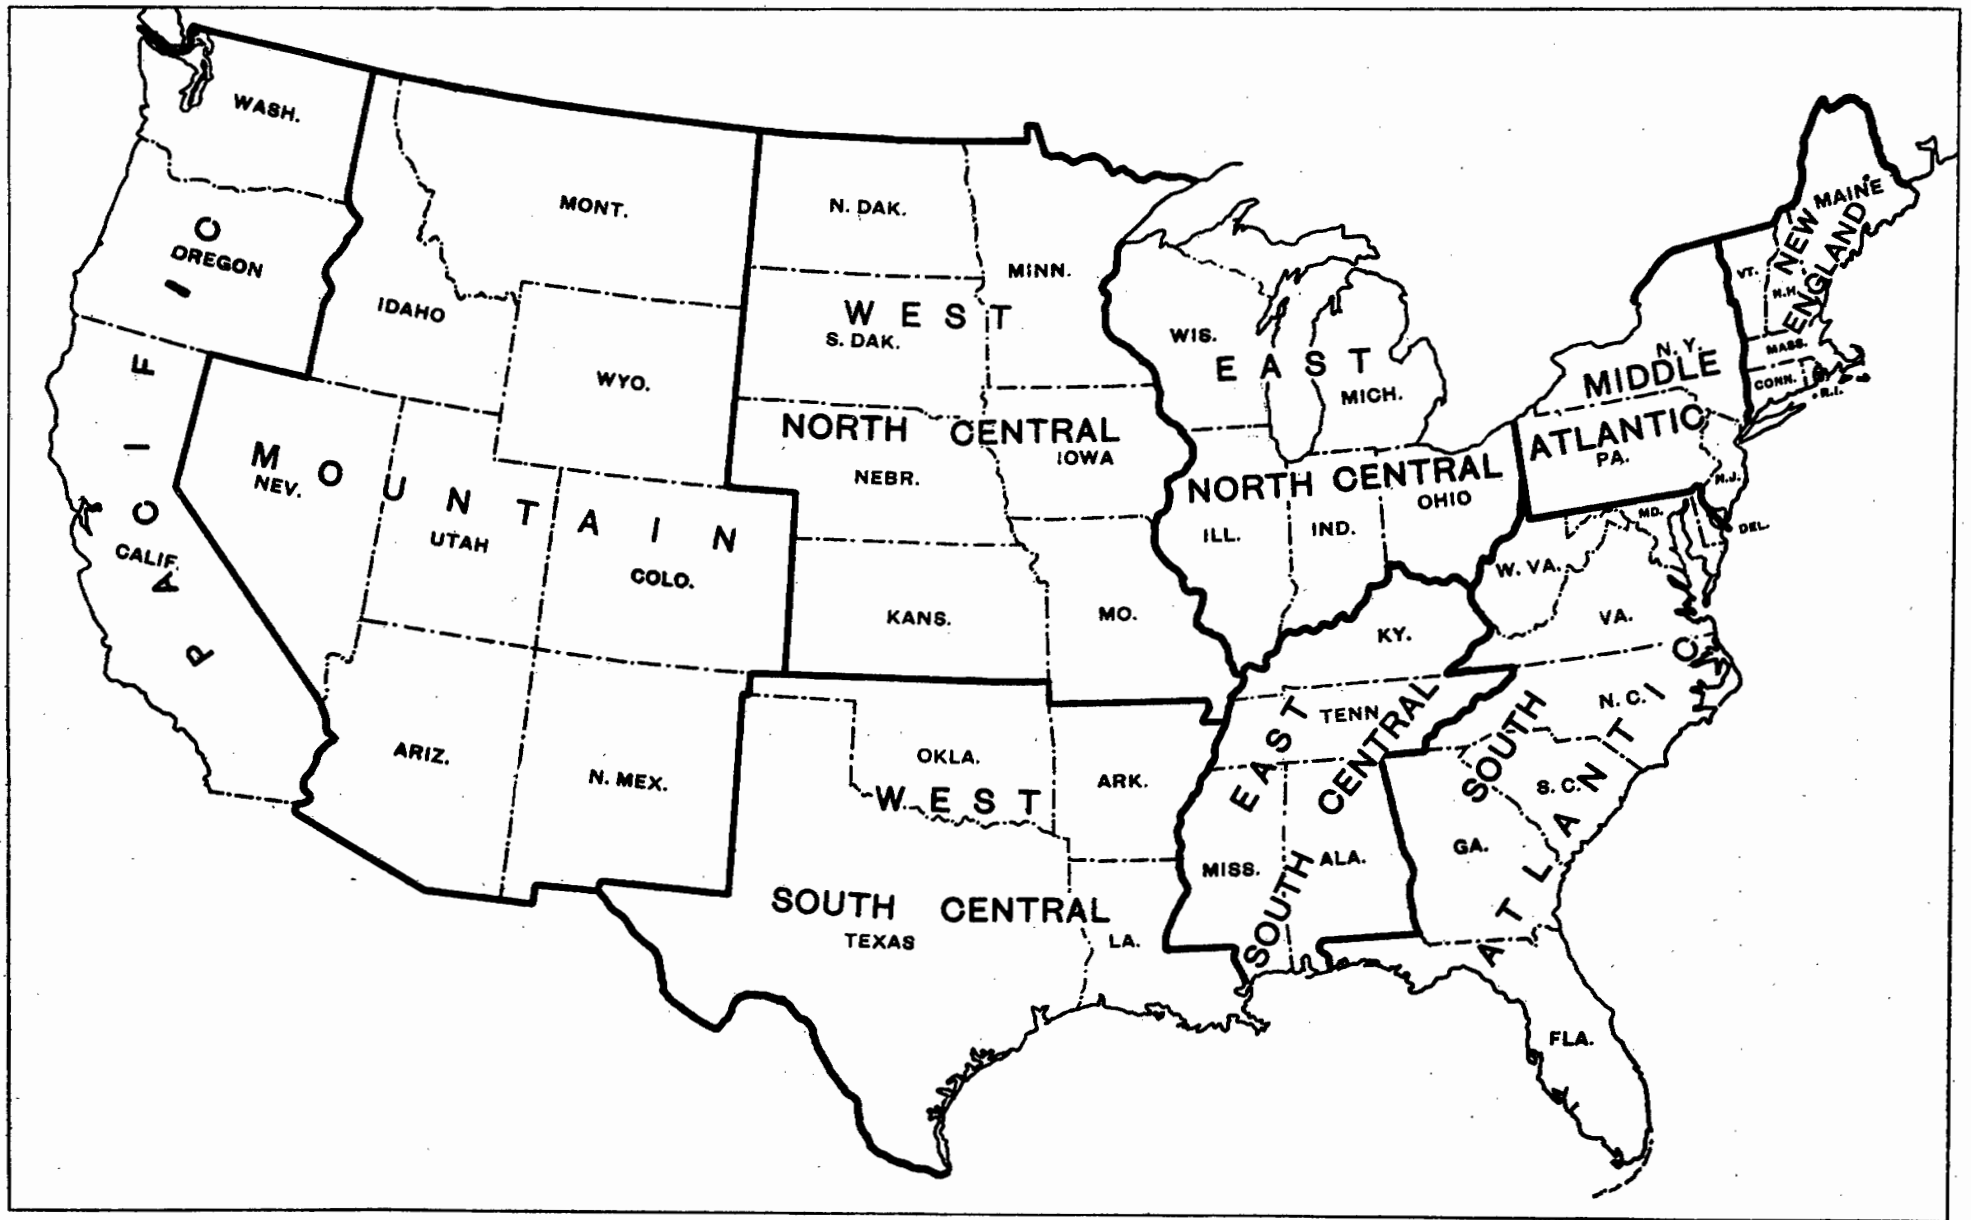 WASH.
OREGON
CALIF.
PACIFIC
IDAHO
MONT.
WYO.
NEV.
UTAH
COLO.
ARIZ.
N. MEX.
MOUNTAIN
N. DAK.
S. DAK.
MINN.
NEBR.
IOWA
KANS.
MO.
WEST
NORTH CENTRAL
WIS.
MICH.
ILL.
IND.
OHIO
EAST
NORTH CENTRAL
OKLA.
ARK.
TEXAS
LA.
WEST
SOUTH CENTRAL
KY.
TENN.
MISS.
ALA.
EAST
SOUTH CENTRAL
W. VA.
VA.
MD.
DEL.
N. C.
S. C.
GA.
FLA.
SOUTH
ATLANTIC
N. Y.
PA.
N.J.
MIDDLE
ATLANTIC
MAINE
VT.
N.H.
MASS.
CONN.
R.I.
NEW
ENGLAND